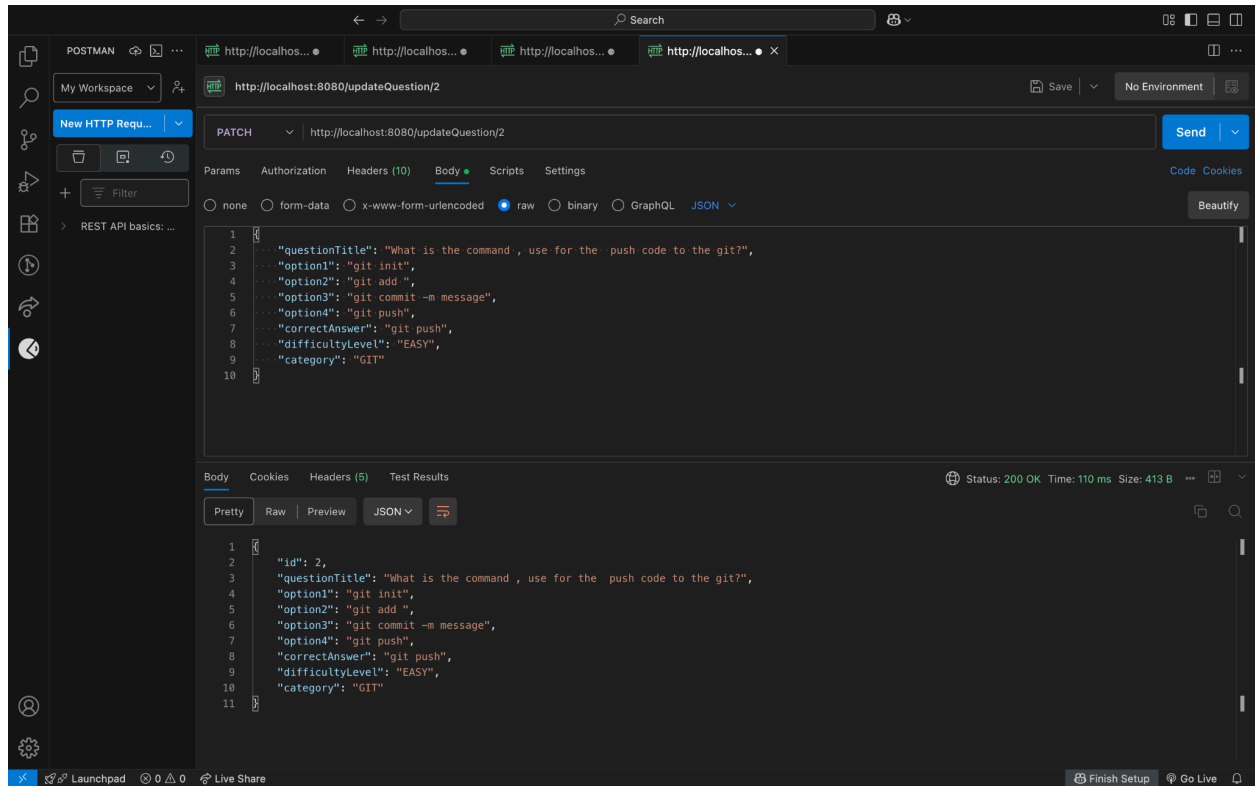 Search
POSTMAN
http://localhos...
http://localhos...
http://localhos...
http://localhos...
My Workspace
HTTP http://localhost:8080/updateQuestion/2
Save
No Environment
New HTTP Requ...
PATCH http://localhost:8080/updateQuestion/2
Send
Params Authorization Headers (10) Body Scripts Settings
Code Cookies
Filter
none form-data x-www-form-urlencoded raw binary GraphQL JSON
Beautify
REST API basics: ...
1 {
2 "questionTitle": "What is the command , use for the  push code to the git?",
3 "option1": "git init",
4 "option2": "git add ",
5 "option3": "git commit -m message",
6 "option4": "git push",
7 "correctAnswer": "git push",
8 "difficultyLevel": "EASY",
9 "category": "GIT"
10 }
Body Cookies Headers (5) Test Results
Status: 200 OK Time: 110 ms Size: 413 B
Pretty Raw Preview JSON
1 {
2 "id": 2,
3 "questionTitle": "What is the command , use for the  push code to the git?",
4 "option1": "git init",
5 "option2": "git add ",
6 "option3": "git commit -m message",
7 "option4": "git push",
8 "correctAnswer": "git push",
9 "difficultyLevel": "EASY",
10 "category": "GIT"
11 }
Launchpad 0 0 Live Share
Finish Setup Go Live